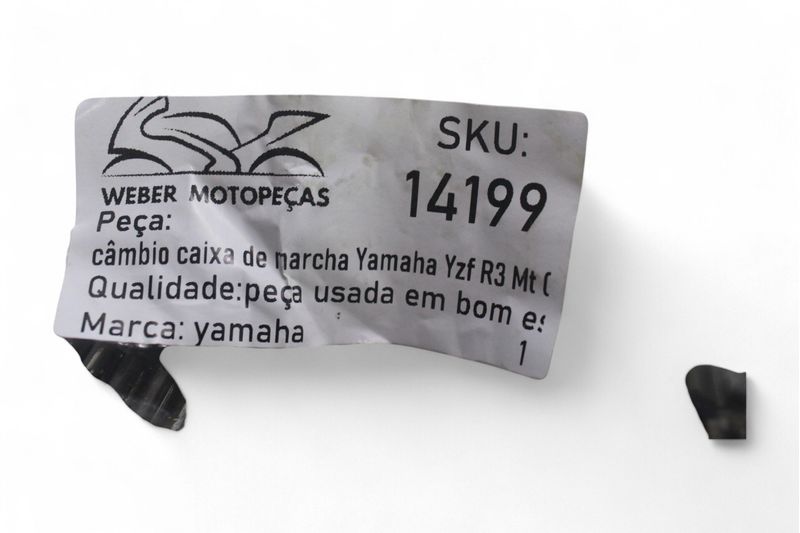 WEBER MOTOPEÇAS
SKU:
14199
Peça:
câmbio caixa de marcha Yamaha Yzf R3 Mt
Qualidade:peça usada em bom
Marca: yamaha
1